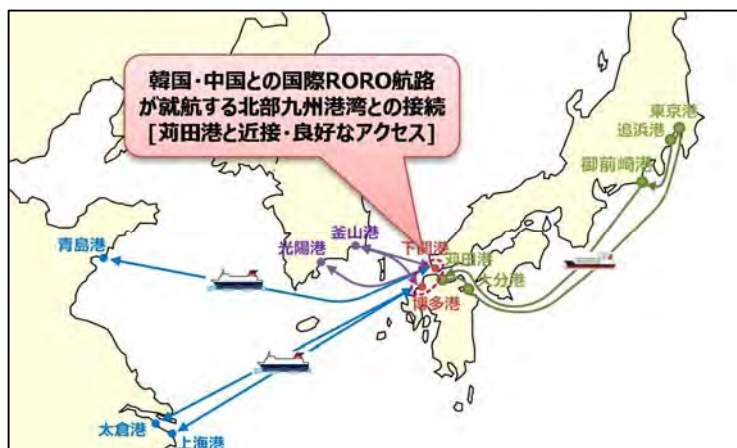 韓国・中国との国際RORO航路
が就航する北部九州港湾との接続
[苅田港と近接・良好なアクセス]
東京港
追浜港
御前崎港
青島港
釜山港
光陽港
下関港
苅田港
大分港
博多港
太倉港
上海港